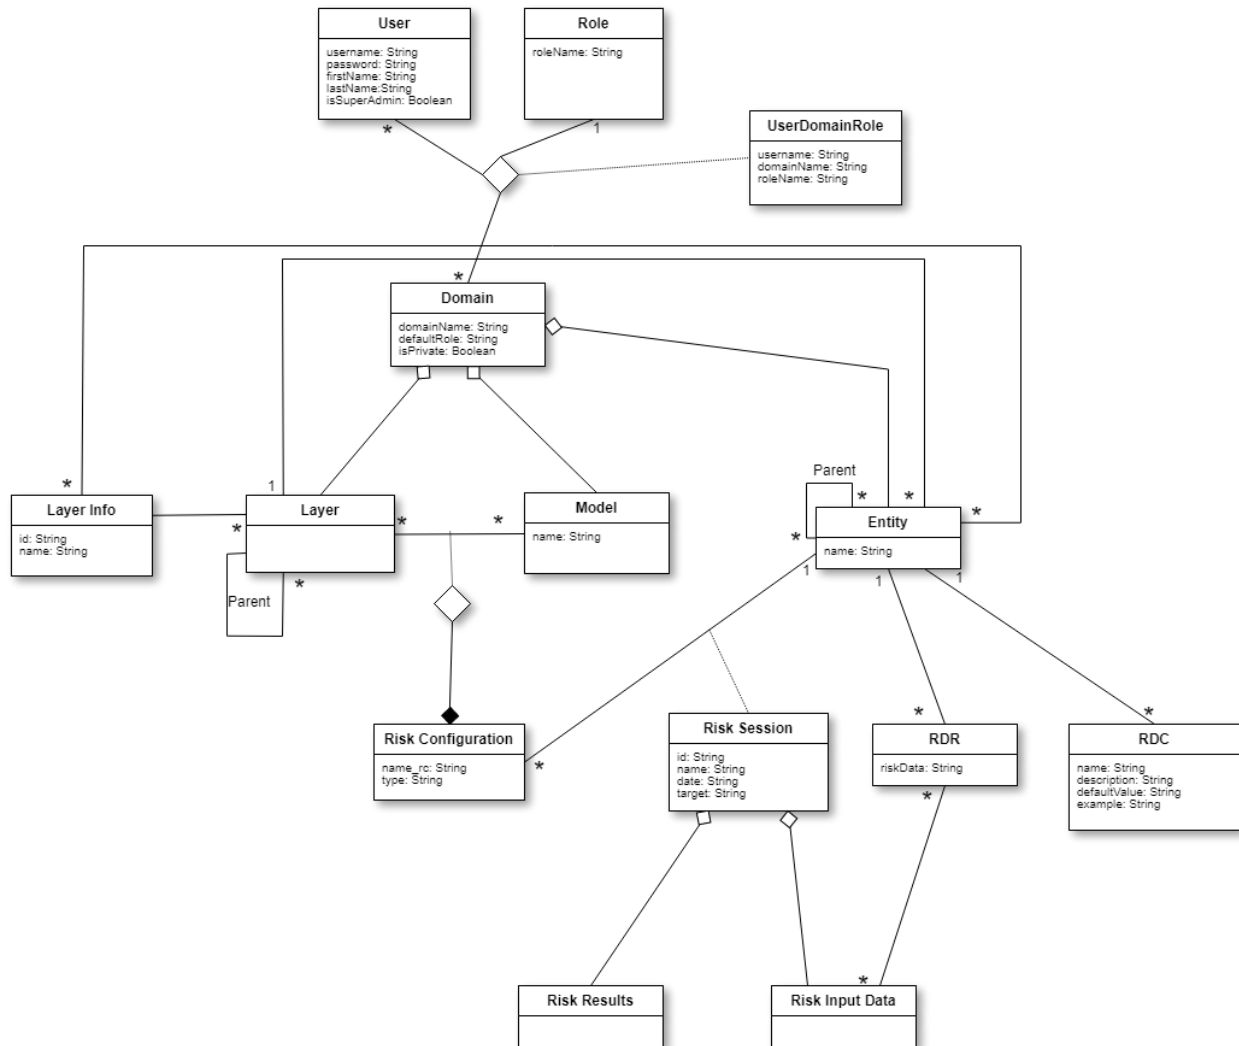 User
username: String
password: String
firstName: String
lastName:String
isSuperAdmin: Boolean
*
Role
roleName: String
1
UserDomainRole
username: String
domainName: String
roleName: String
*
Domain
domainName: String
defaultRole: String
isPrivate: Boolean
*
Layer Info
id: String
name: String
1
Layer
*
*
*
Parent
*
Model
name: String
Parent
*
*
*
*
Entity
name: String
1
1
1
Risk Configuration
name_rc: String
type: String
*
Risk Session
id: String
name: String
date: String
target: String
*
RDR
riskData: String
*
*
RDC
name: String
description: String
defaultValue: String
example: String
Risk Results
*
Risk Input Data